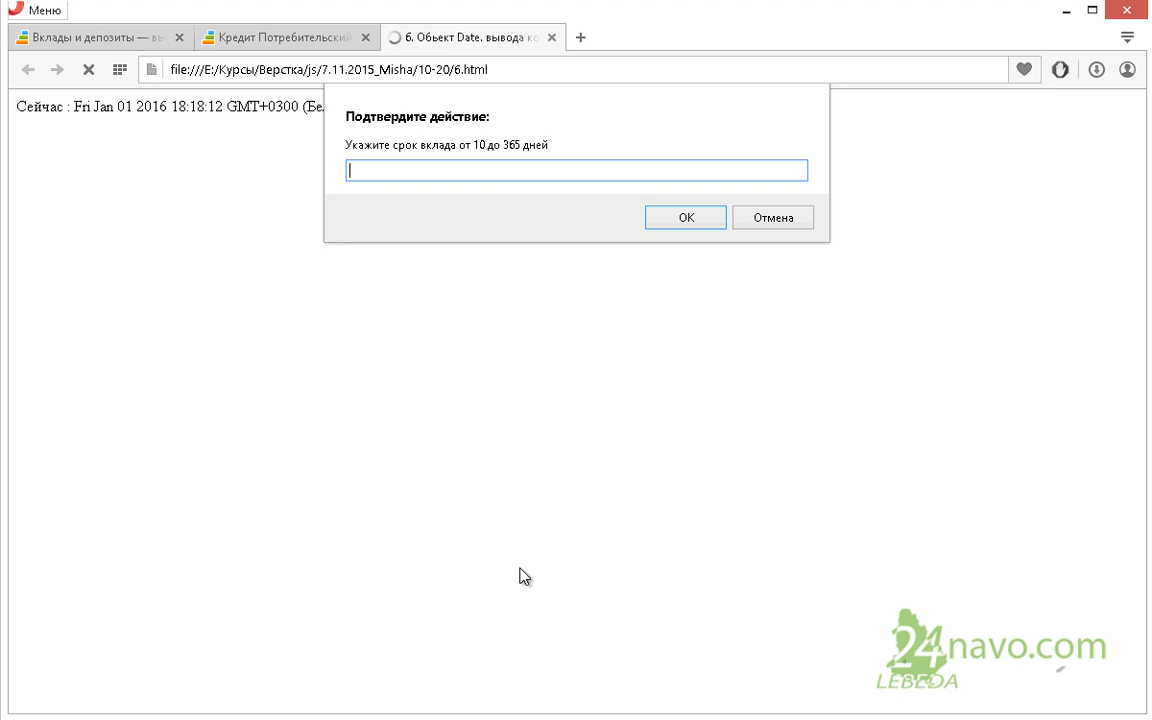 Меню
Вклады и депозиты — вы
Кредит Потребительский
6. Обьект Date. вывода ко
file:///E:/Курсы/Верстка/js/7.11.2015_Misha/10-20/6.html
Сейчас : Fri Jan 01 2016 18:18:12 GMT+0300 (Бе
Подтвердите действие:
Укажите срок вклада от 10 до 365 дней
OK
Отмена
24navo.com
LEBEDA